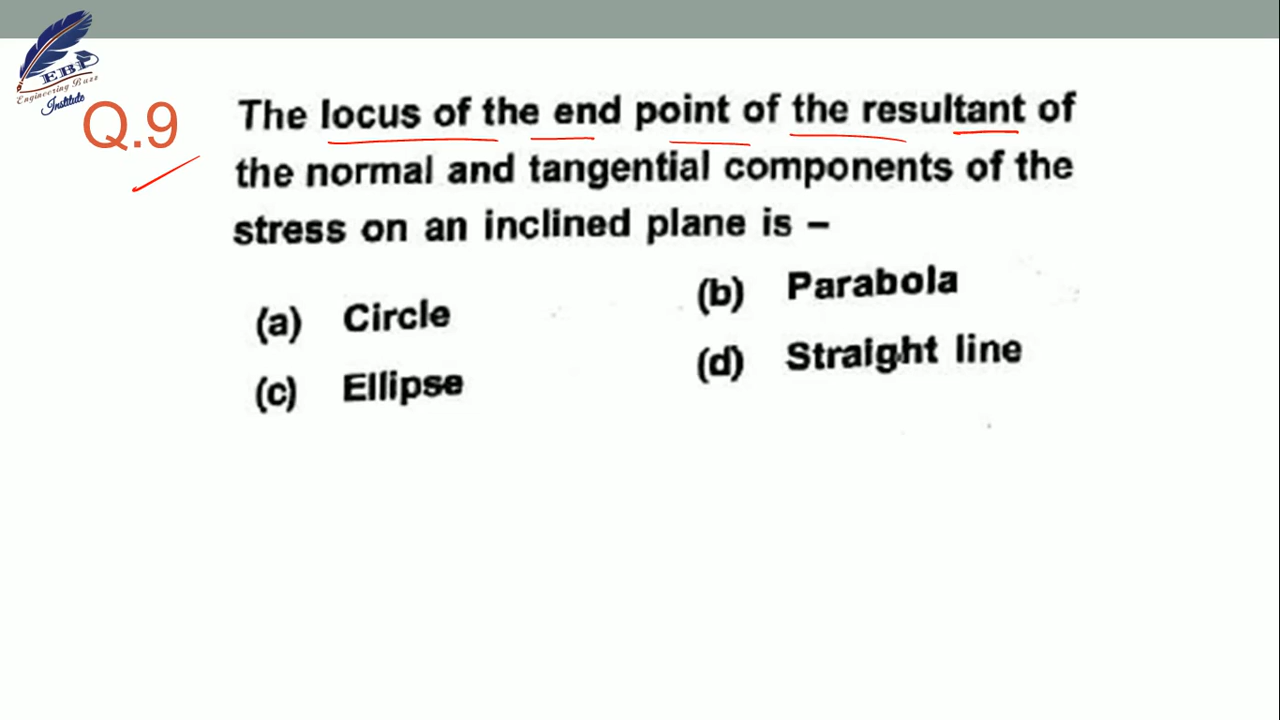 EBI
Engineering Buzz
Institute
Q.9
The locus of the end point of the resultant of
the normal and tangential components of the
stress on an inclined plane is –
(a) Circle
(b) Parabola
(c) Ellipse
(d) Straight line